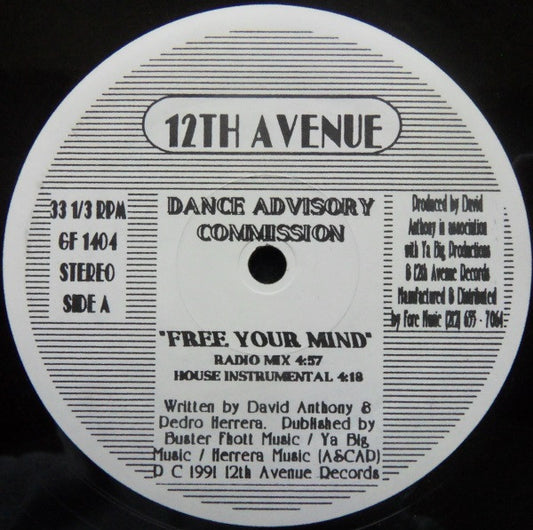 12TH AVENUE
33 1/3 RPM
GF 1404
STEREO
SIDE A
DANCE ADVISORY
COMMISSION
Produced by David
Anthony in association
with Ya Big Productions
& 12th Avenue Records
Manufactured & Distributed
by Fore Music (212) 655 - 7064
"FREE YOUR MIND"
RADIO MIX 4:57
HOUSE INSTRUMENTAL 4:18
Written by David Anthony &
Pedro Herrera. Published by
Buster Fhott Music / Ya Big
Music / Herrera Music (ASCAP)
P C 1991 12th Avenue Records